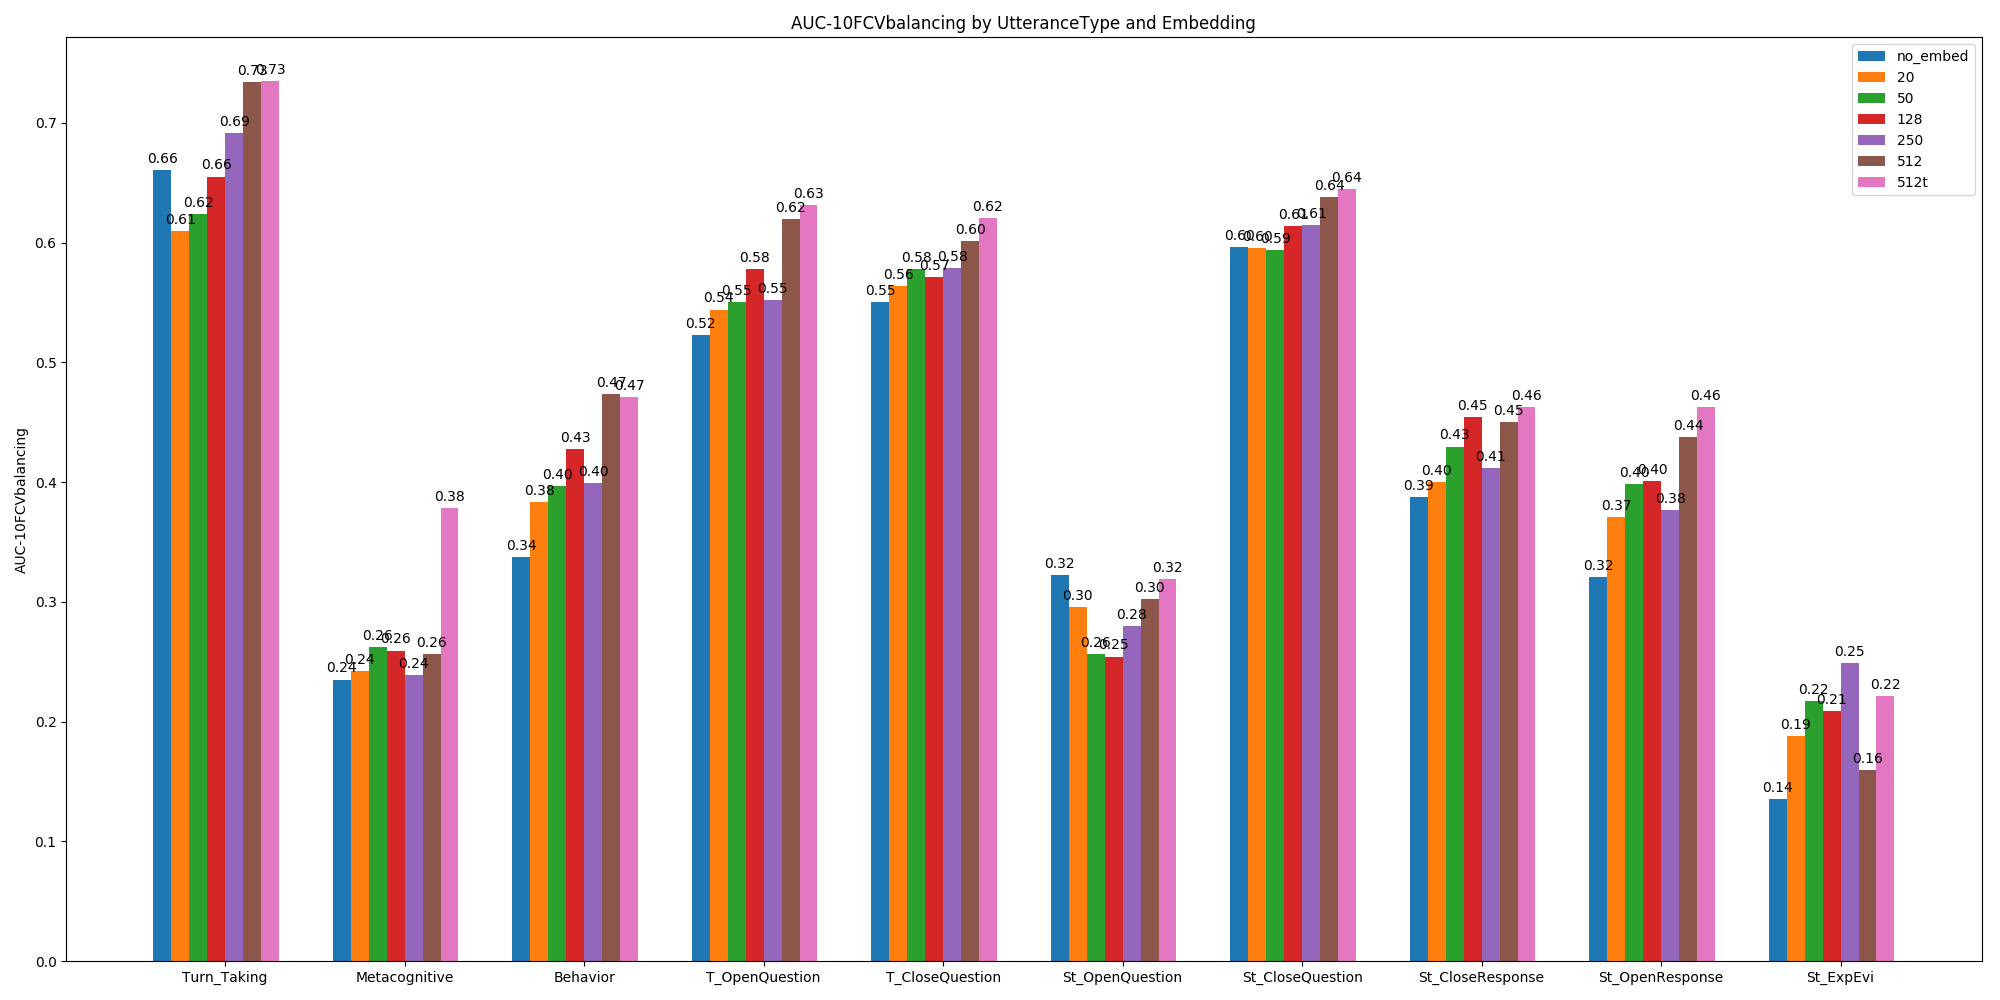 AUC-10FCVbalancing by UtteranceType and Embedding
AUC-10FCVbalancing
0.7
0.6
0.5
0.4
0.3
0.2
0.1
0.0
no_embed
20
50
128
250
512
512t
0.66 0.61 0.62 0.66 0.69 0.73 0.73
0.24 0.24 0.26 0.26 0.24 0.26 0.38
0.34 0.38 0.40 0.43 0.40 0.47 0.47
0.52 0.54 0.55 0.58 0.55 0.62 0.63
0.55 0.56 0.58 0.57 0.58 0.60 0.62
0.32 0.30 0.26 0.25 0.28 0.30 0.32
0.60 0.60 0.59 0.61 0.61 0.64 0.64
0.39 0.40 0.43 0.45 0.41 0.45 0.46
0.32 0.37 0.40 0.40 0.38 0.44 0.46
0.14 0.19 0.22 0.21 0.25 0.16 0.22
Turn_Taking Metacognitive Behavior T_OpenQuestion T_CloseQuestion St_OpenQuestion St_CloseQuestion St_CloseResponse St_OpenResponse St_ExpEvi